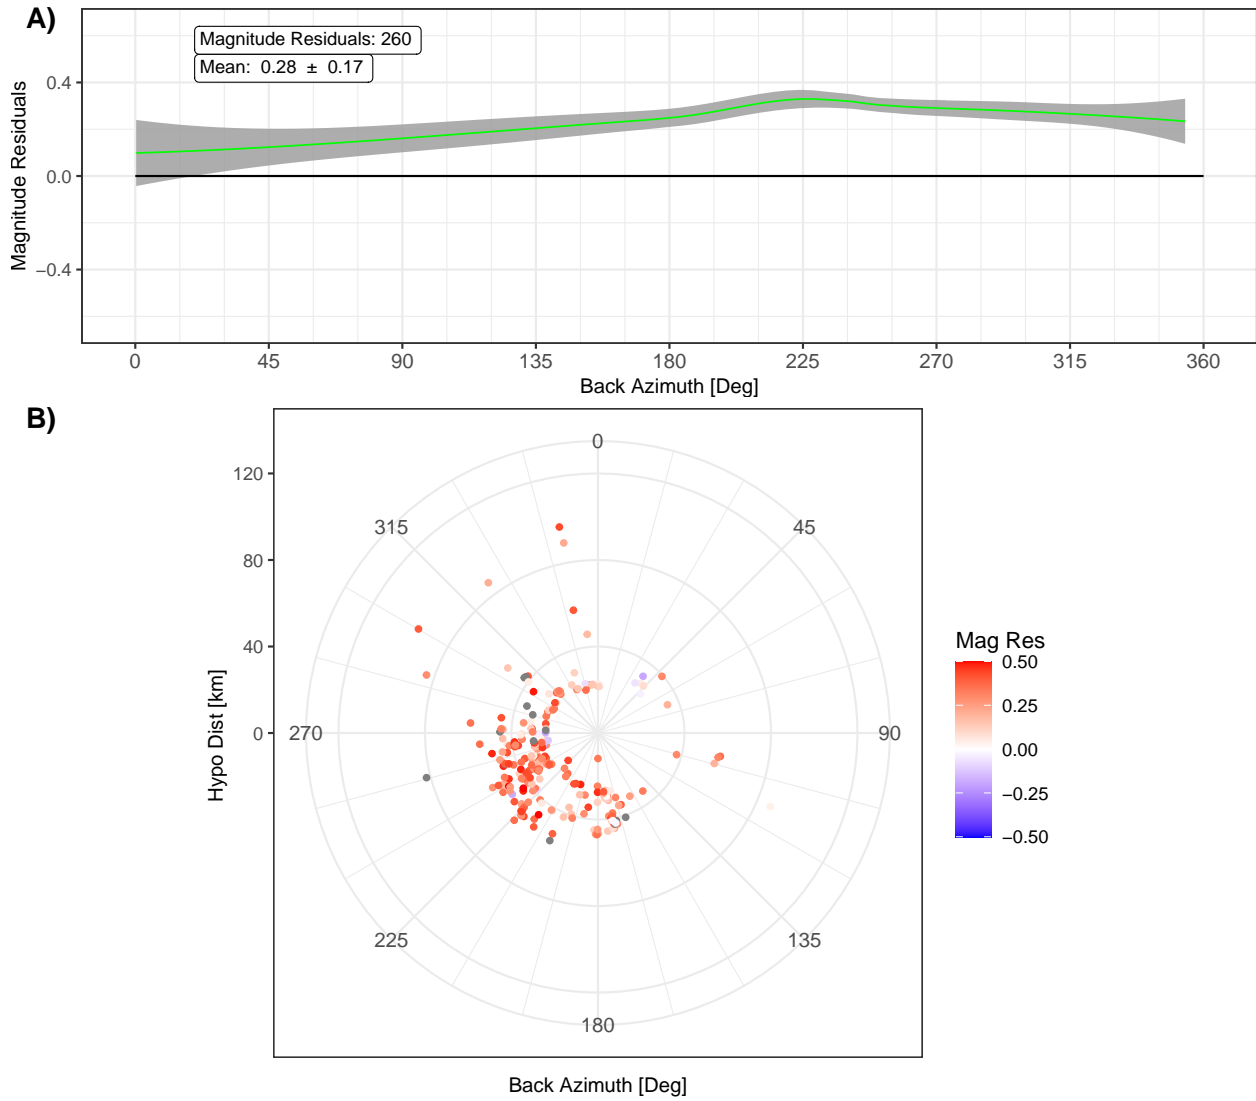 A)
Magnitude Residuals: 260
Mean: 0.28 ± 0.17
Magnitude Residuals
0.4
0.0
−0.4
0 45 90 135 180 225 270 315 360
Back Azimuth [Deg]
B)
Hypo Dist [km]
120
80
40
0
0
45
90
135
180
225
270
315
Back Azimuth [Deg]
Mag Res
0.50
0.25
0.00
−0.25
−0.50